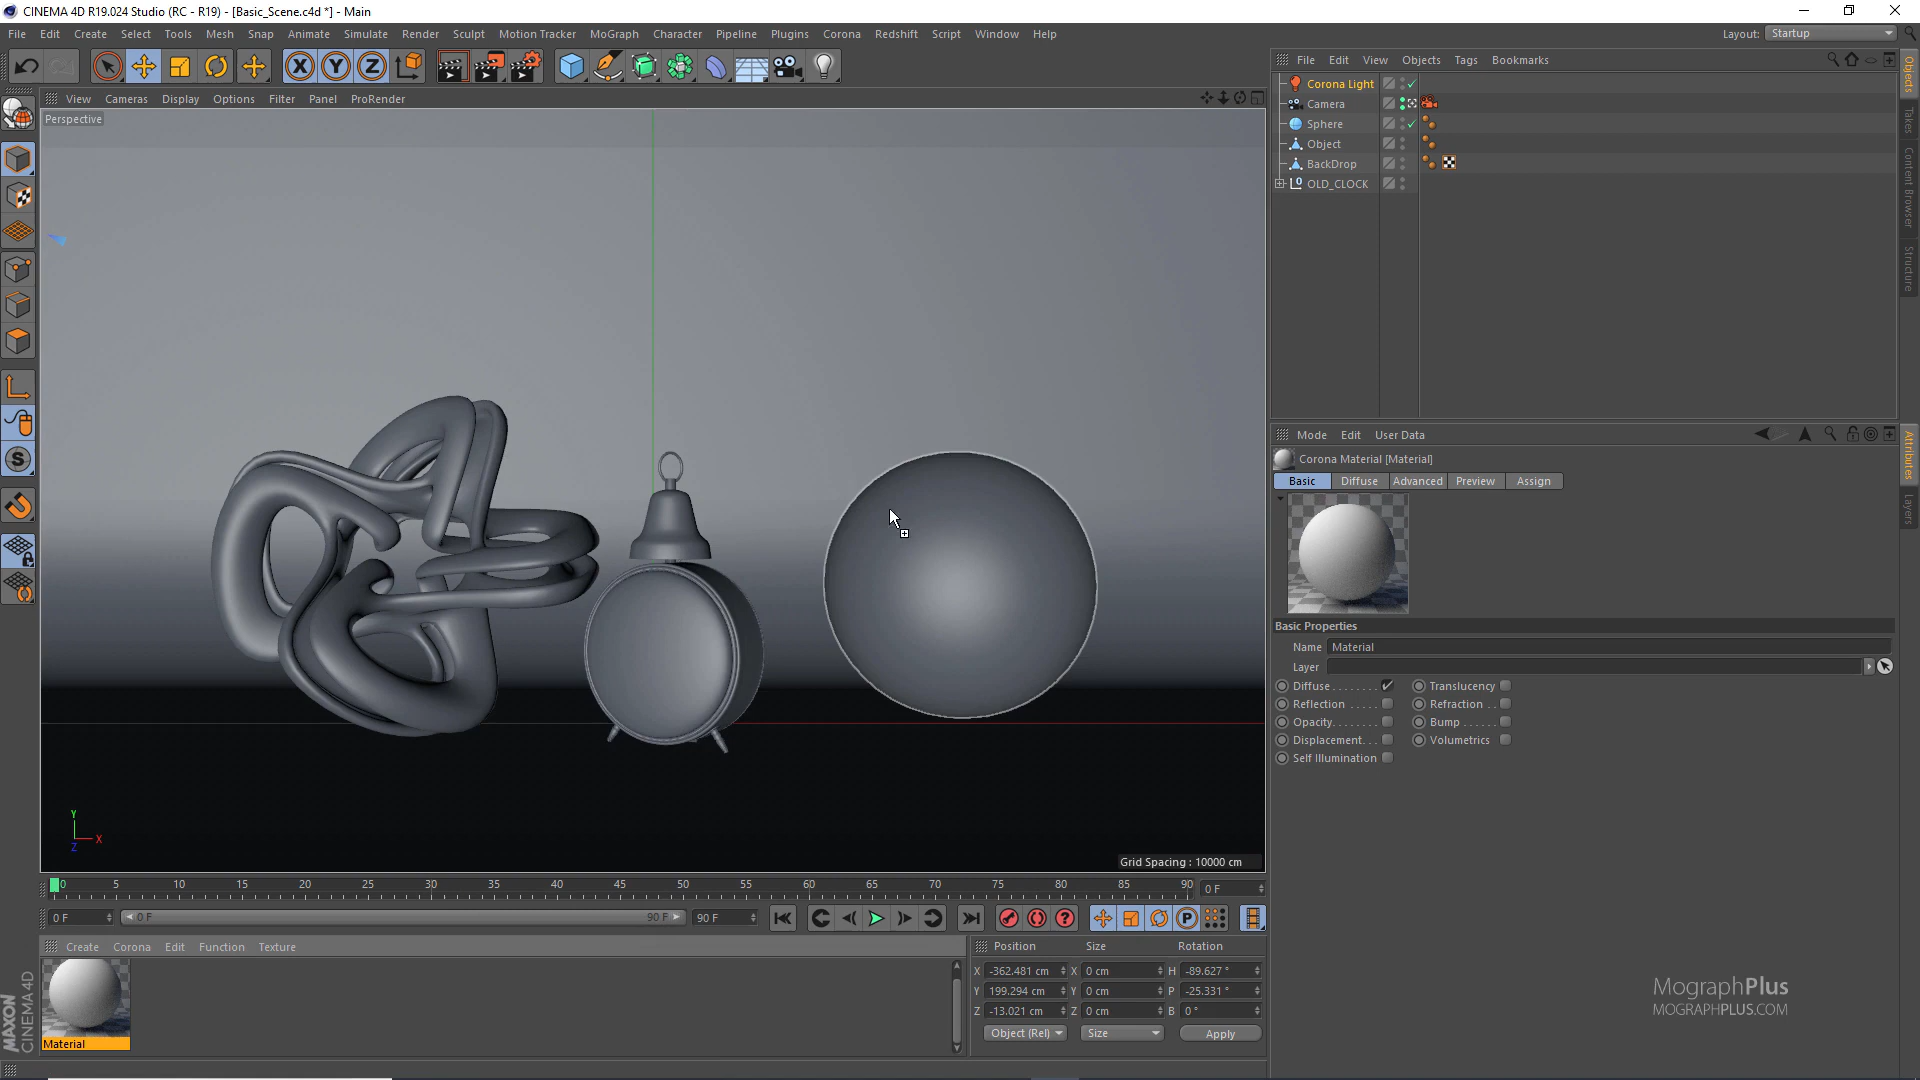 CINEMA 4D R19.024 Studio (RC - R19) - [Basic_Scene.c4d *] - Main
File Edit Create Select Tools Mesh Snap Animate Simulate Render Sculpt Motion Tracker MoGraph Character Pipeline Plugins Corona Redshift Script Window Help
Layout: Startup
X Y Z
File Edit View Objects Tags Bookmarks
View Cameras Display Options Filter Panel ProRender
Perspective
Corona Light
Camera
Sphere
Object
BackDrop
OLD_CLOCK
Objects
Takes
Content Browser
Structure
Mode Edit User Data
Corona Material [Material]
Basic Diffuse Advanced Preview Assign
Attributes
Layers
Basic Properties
Name Material
Layer
Diffuse . . . . . . . . Translucency
Reflection . . . . . Refraction . .
Opacity. . . . . . . Bump . . . . . .
Displacement. . . Volumetrics
Self Illumination
S
Y
X
Z
Grid Spacing : 10000 cm
0 5 10 15 20 25 30 35 40 45 50 55 60 65 70 75 80 85 90 0 F
0 F 0 F 90 F 90 F
P
Create Corona Edit Function Texture
Position Size Rotation
X -362.481 cm X 0 cm H -89.627 °
Y 199.294 cm Y 0 cm P -25.331 °
Z -13.021 cm Z 0 cm B 0 °
Object (Rel) Size Apply
Material
MAXON
CINEMA 4D
MographPlus
MOGRAPHPLUS.COM